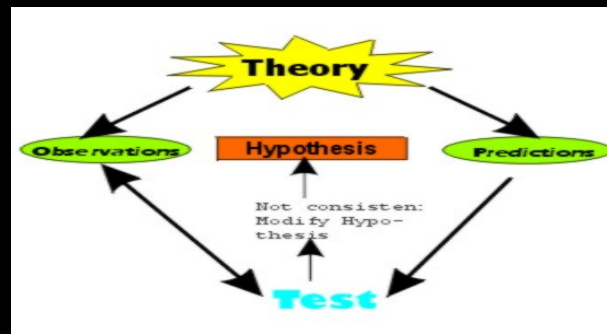 Theory
Observations
Hypothesis
Predictions
Not consisten:
Modify Hypo-
thesis
Test